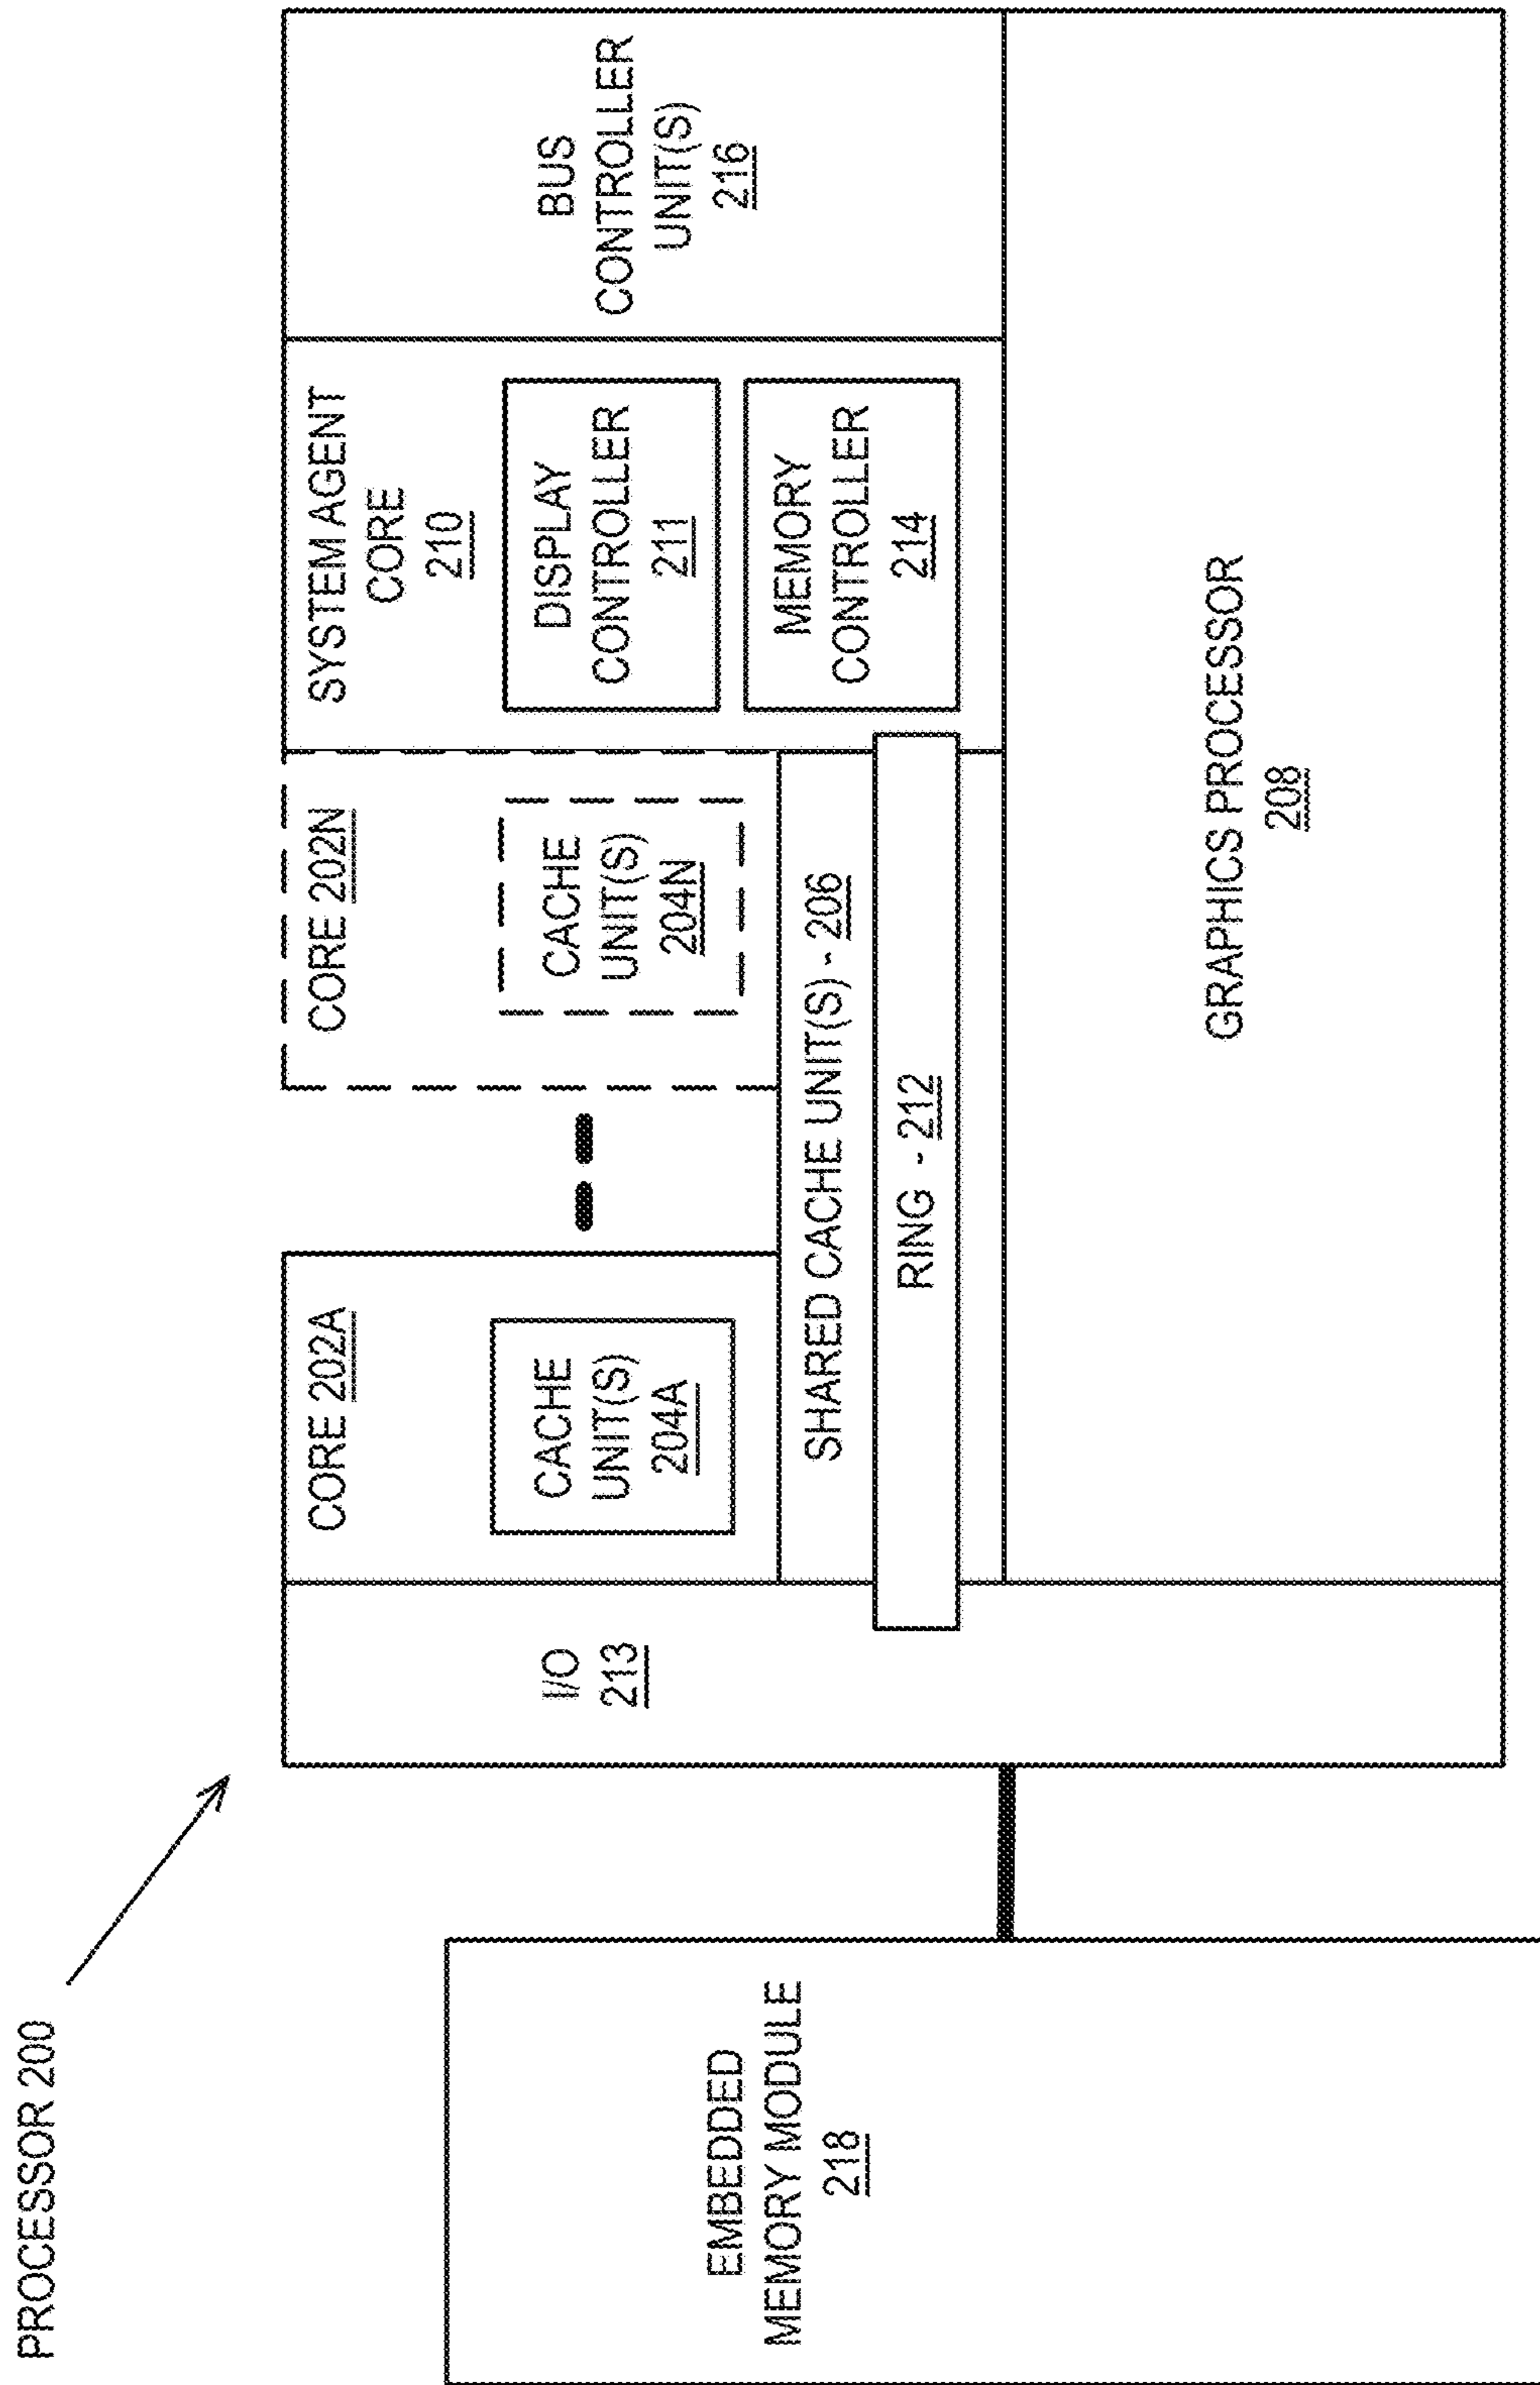 PROCESSOR 200
EMBEDDED
MEMORY MODULE
218
I/O
213
CORE 202A
CACHE
UNIT(S)
204A
CORE 202N
CACHE
UNIT(S)
204N
SHARED CACHE UNIT(S) - 206
RING - 212
SYSTEM AGENT
CORE
210
DISPLAY
CONTROLLER
211
MEMORY
CONTROLLER
214
BUS
CONTROLLER
UNIT(S)
216
GRAPHICS PROCESSOR
208